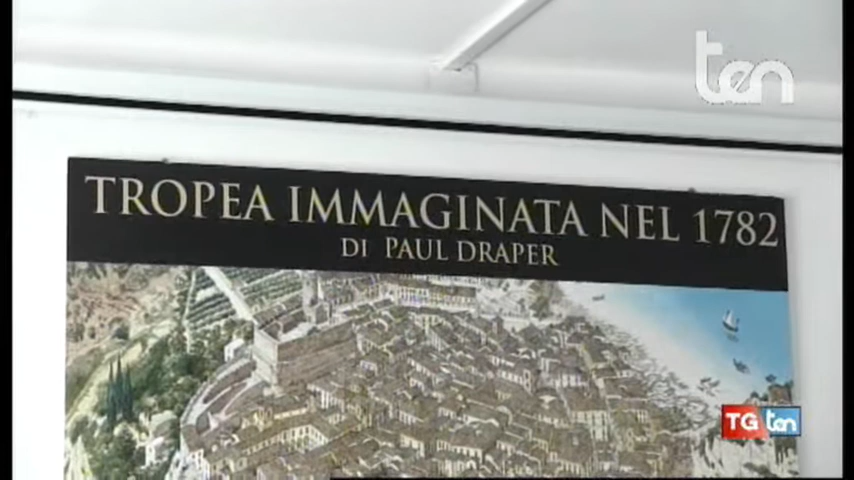 ten
TROPEA IMMAGINATA NEL 1782
DI PAUL DRAPER
TG ten